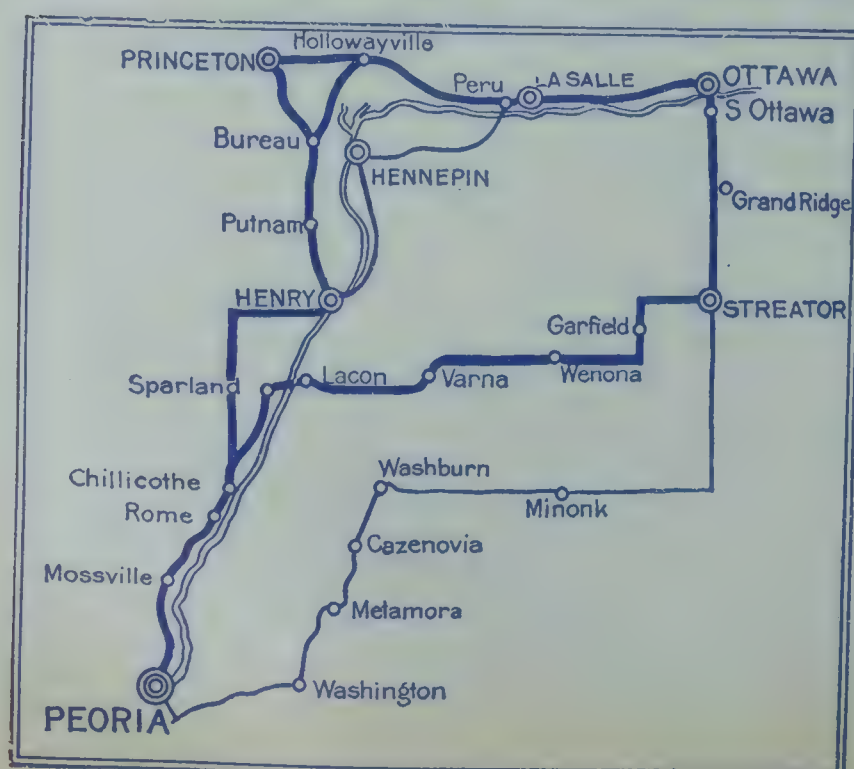 Hollowayville
PRINCETON
Peru
LA SALLE
OTTAWA
S Ottawa
Bureau
HENNEPIN
Grand Ridge
Putnam
HENRY
STREATOR
Garfield
Sparland
Lacon
Varna
Wenona
Chillicothe
Washburn
Rome
Minonk
Cazenovia
Mossville
Metamora
Washington
PEORIA